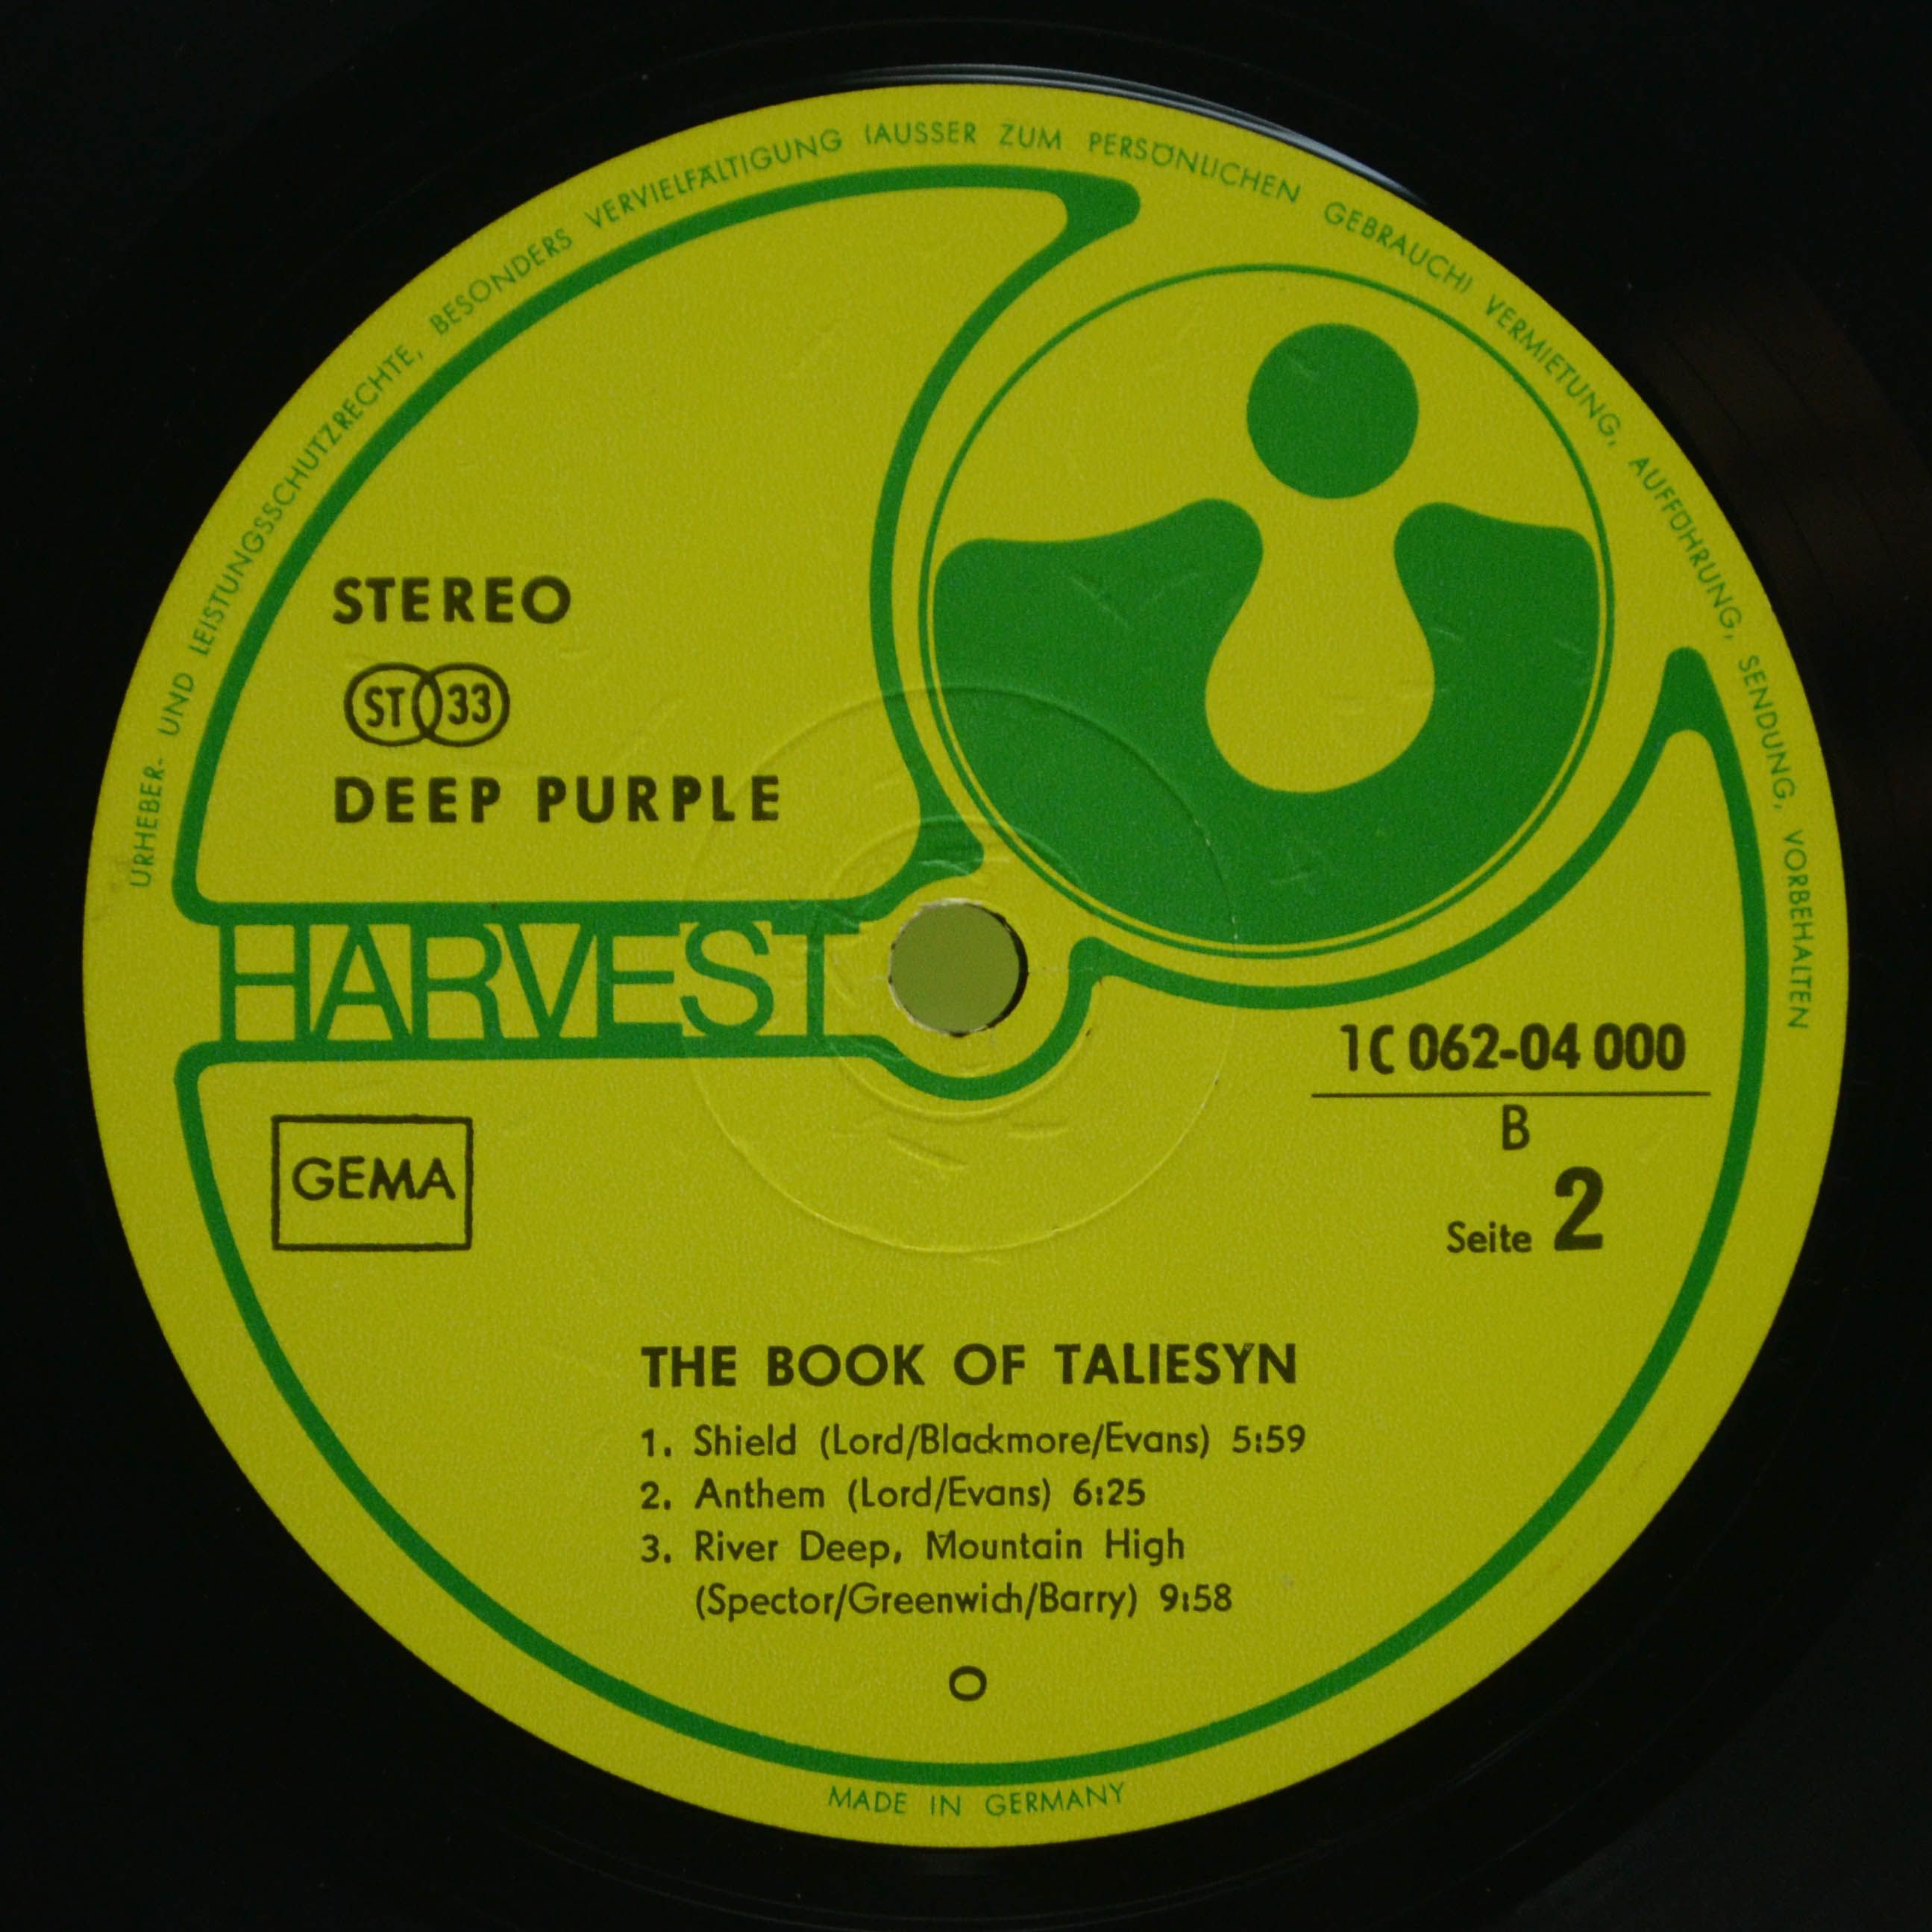 URHEBER- UND LEISTUNGSSCHUTZRECHTE, BESONDERS VERVIELFÄLTIGUNG (AUSSER ZUM PERSÖNLICHEN GEBRAUCH) VERMIETUNG, AUFFÜHRUNG, SENDUNG, VORBEHALTEN
STEREO
ST 33
DEEP PURPLE
HARVEST
1C 062-04 000
B
GEMA
Seite 2
THE BOOK OF TALIESYN
1. Shield (Lord/Blackmore/Evans) 5:59
2. Anthem (Lord/Evans) 6:25
3. River Deep, Mountain High
(Spector/Greenwich/Barry) 9:58
O
MADE IN GERMANY